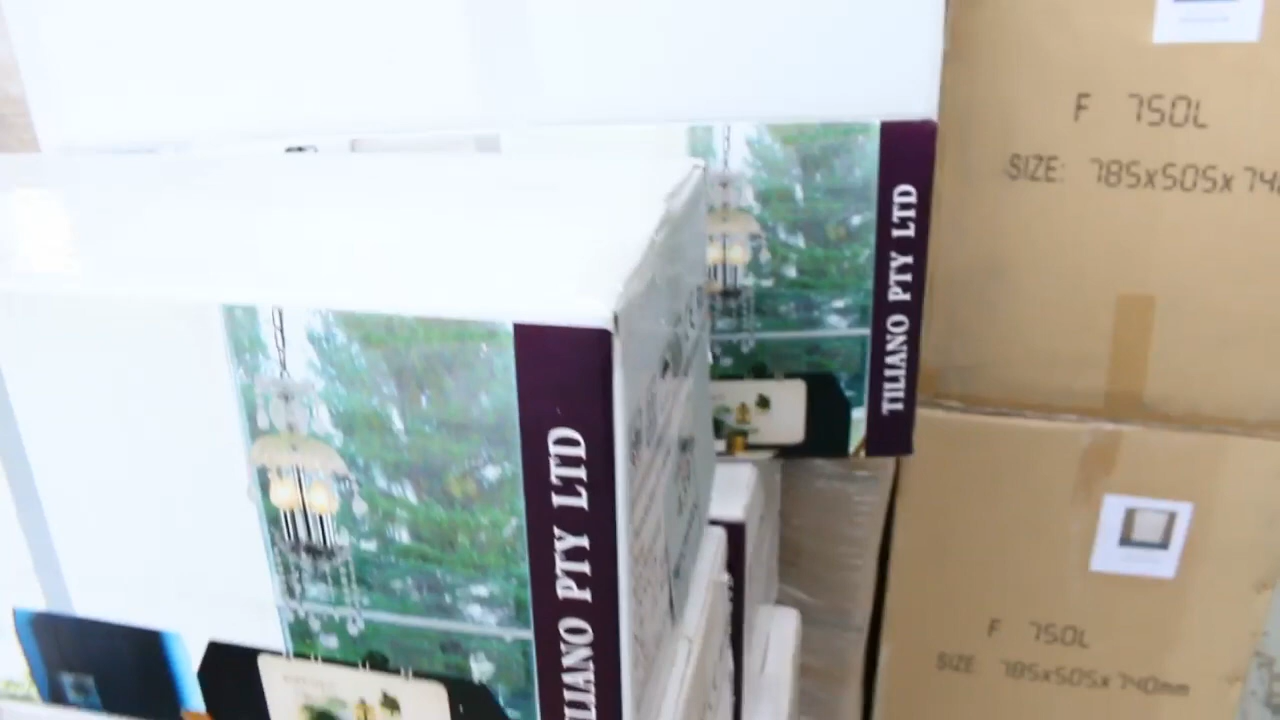 F 750L
SIZE: 785x505x74
TILIANO PTY LTD
TILIANO PTY LTD
F 750L
SIZE: 785x505x740mm